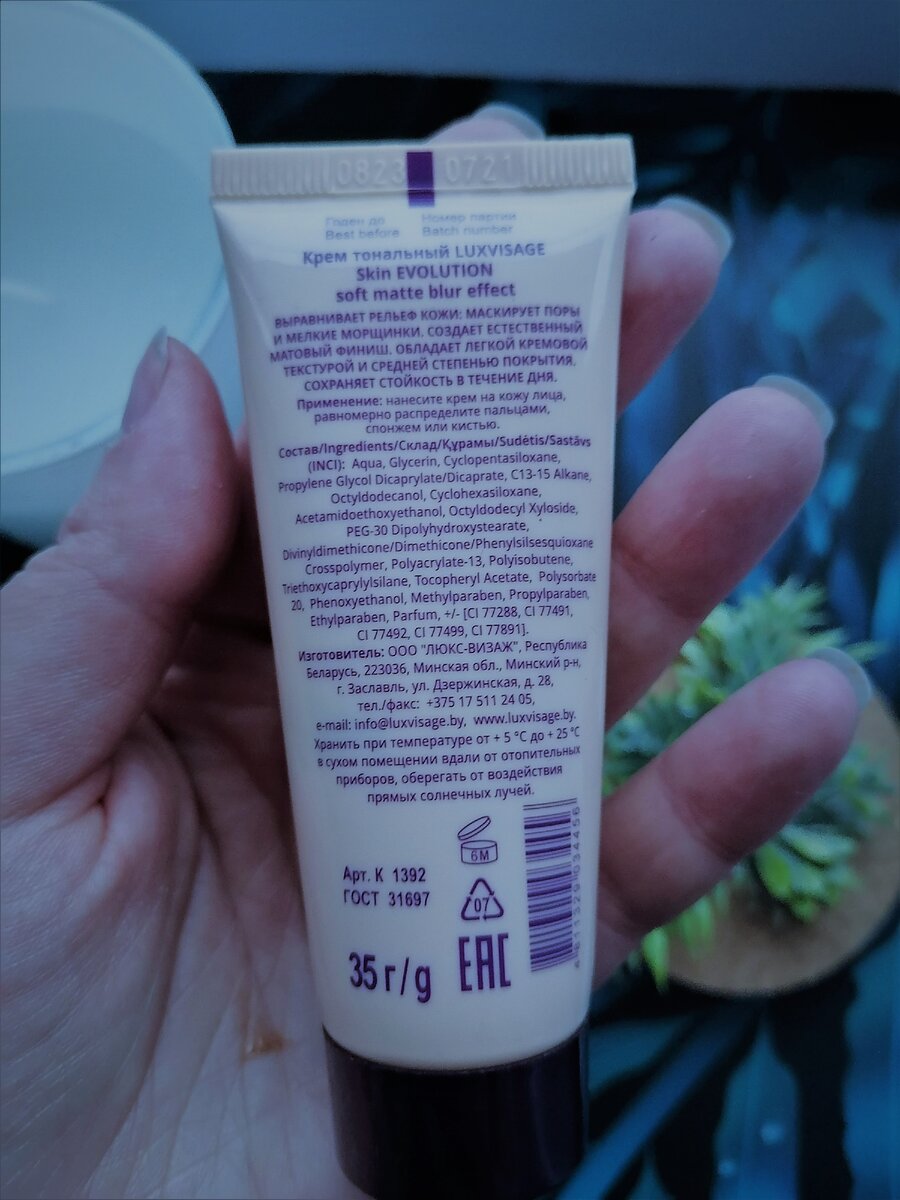 0823 0721
Годен до Номер партии
Best before Batch number
Крем тональный LUXVISAGE
Skin EVOLUTION
soft matte blur effect
ВЫРАВНИВАЕТ РЕЛЬЕФ КОЖИ: МАСКИРУЕТ ПОРЫ
И МЕЛКИЕ МОРЩИНКИ. СОЗДАЕТ ЕСТЕСТВЕННЫЙ
МАТОВЫЙ ФИНИШ. ОБЛАДАЕТ ЛЕГКОЙ КРЕМОВОЙ
ТЕКСТУРОЙ И СРЕДНЕЙ СТЕПЕНЬЮ ПОКРЫТИЯ.
СОХРАНЯЕТ СТОЙКОСТЬ В ТЕЧЕНИЕ ДНЯ.
Применение: нанесите крем на кожу лица,
равномерно распределите пальцами,
спонжем или кистью.
Состав/Ingredients/Склад/Құрамы/Sudėtis/Sastāvs
(INCI): Aqua, Glycerin, Cyclopentasiloxane,
Propylene Glycol Dicaprylate/Dicaprate, C13-15 Alkane,
Octyldodecanol, Cyclohexasiloxane,
Acetamidoethoxyethanol, Octyldodecyl Xyloside,
PEG-30 Dipolyhydroxystearate,
Divinyldimethicone/Dimethicone/Phenylsilsesquioxane
Crosspolymer, Polyacrylate-13, Polyisobutene,
Triethoxycaprylylsilane, Tocopheryl Acetate, Polysorbate
20, Phenoxyethanol, Methylparaben, Propylparaben,
Ethylparaben, Parfum, +/- [CI 77288, CI 77491,
CI 77492, CI 77499, CI 77891].
Изготовитель: ООО "ЛЮКС-ВИЗАЖ", Республика
Беларусь, 223036, Минская обл., Минский р-н,
г. Заславль, ул. Дзержинская, д. 28,
тел./факс: +375 17 511 24 05,
e-mail: info@luxvisage.by, www.luxvisage.by.
Хранить при температуре от + 5 °C до + 25 °C
в сухом помещении вдали от отопительных
приборов, оберегать от воздействия
прямых солнечных лучей.
6M
Арт. К 1392
ГОСТ 31697
07
35 г/g
EAC
4 811329 034456